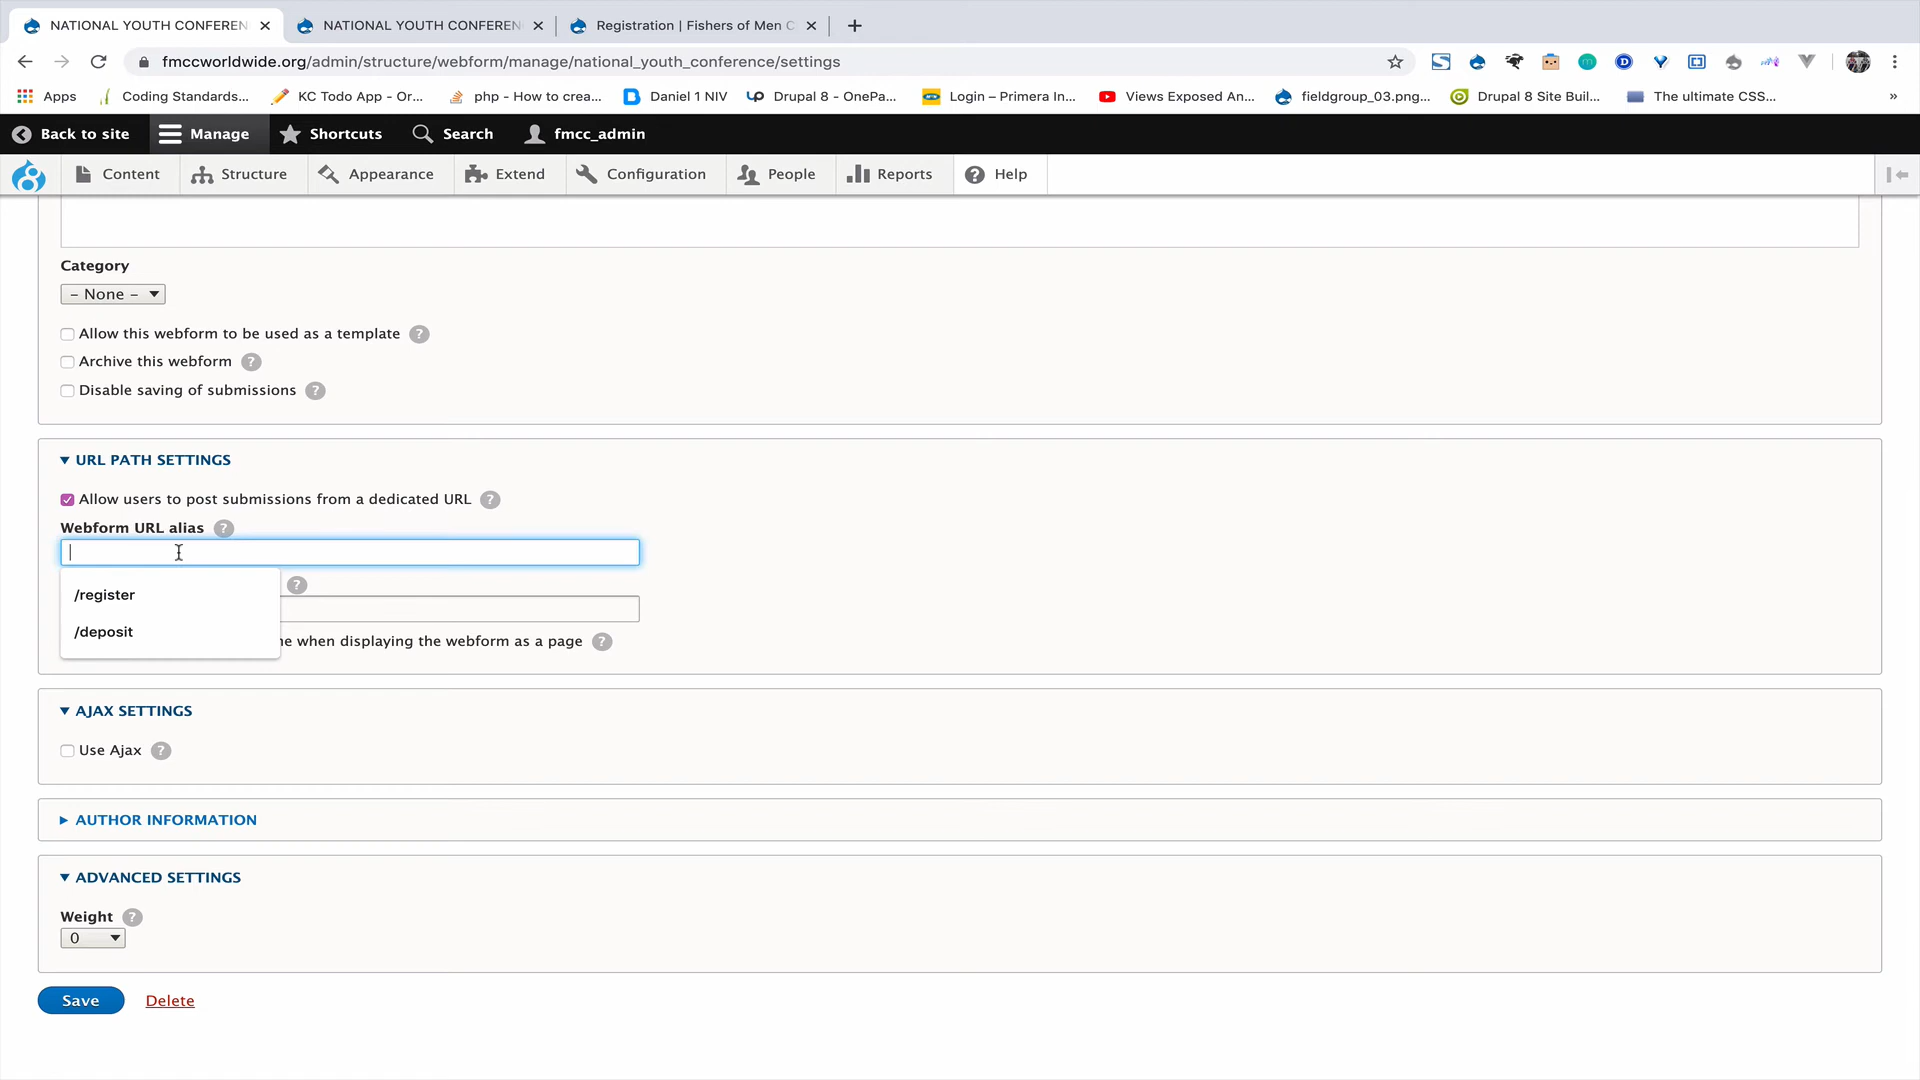 NATIONAL YOUTH CONFEREN
NATIONAL YOUTH CONFEREN
Registration | Fishers of Men C
fmccworldwide.org/admin/structure/webform/manage/national_youth_conference/settings
Apps
Coding Standards...
KC Todo App - Or...
php - How to crea...
Daniel 1 NIV
Drupal 8 - OnePa...
Login – Primera In...
Views Exposed An...
fieldgroup_03.png...
Drupal 8 Site Buil...
The ultimate CSS...
»
Back to site
Manage
Shortcuts
Search
fmcc_admin
Content
Structure
Appearance
Extend
Configuration
People
Reports
Help
Category
- None -
Allow this webform to be used as a template ?
Archive this webform ?
Disable saving of submissions ?
URL PATH SETTINGS
Allow users to post submissions from a dedicated URL ?
Webform URL alias ?
/register
?
/deposit
when displaying the webform as a page ?
AJAX SETTINGS
Use Ajax ?
AUTHOR INFORMATION
ADVANCED SETTINGS
Weight ?
0
Save
Delete